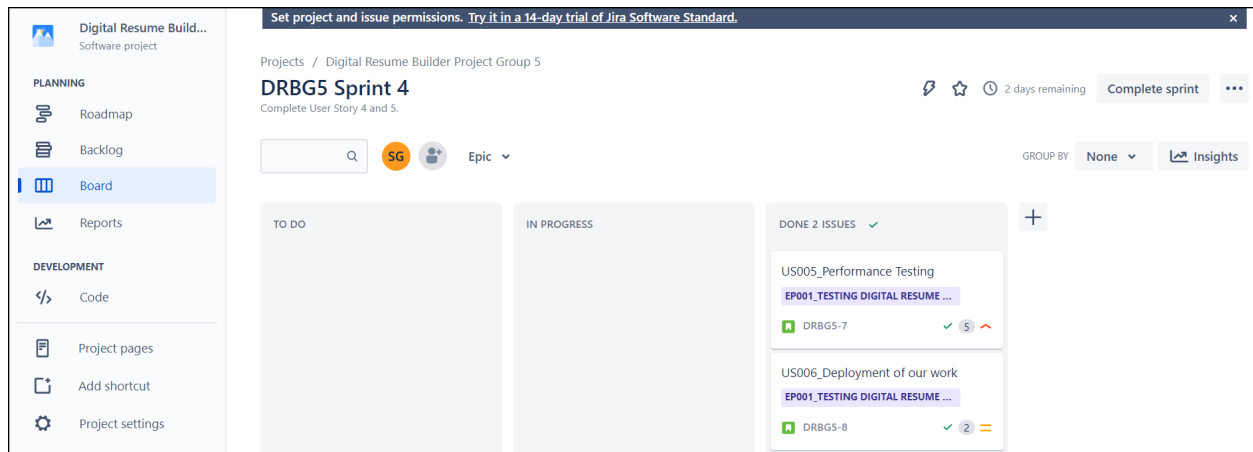 Set project and issue permissions. Try it in a 14-day trial of Jira Software Standard.
Digital Resume Build...
Software project
PLANNING
Roadmap
Backlog
Board
Reports
DEVELOPMENT
Code
Project pages
Add shortcut
Project settings
Projects / Digital Resume Builder Project Group 5
DRBG5 Sprint 4
Complete User Story 4 and 5.
2 days remaining
Complete sprint
SG
Epic
GROUP BY
None
Insights
TO DO
IN PROGRESS
DONE 2 ISSUES
US005_Performance Testing
EP001_TESTING DIGITAL RESUME ...
DRBG5-7
5
US006_Deployment of our work
EP001_TESTING DIGITAL RESUME ...
DRBG5-8
2